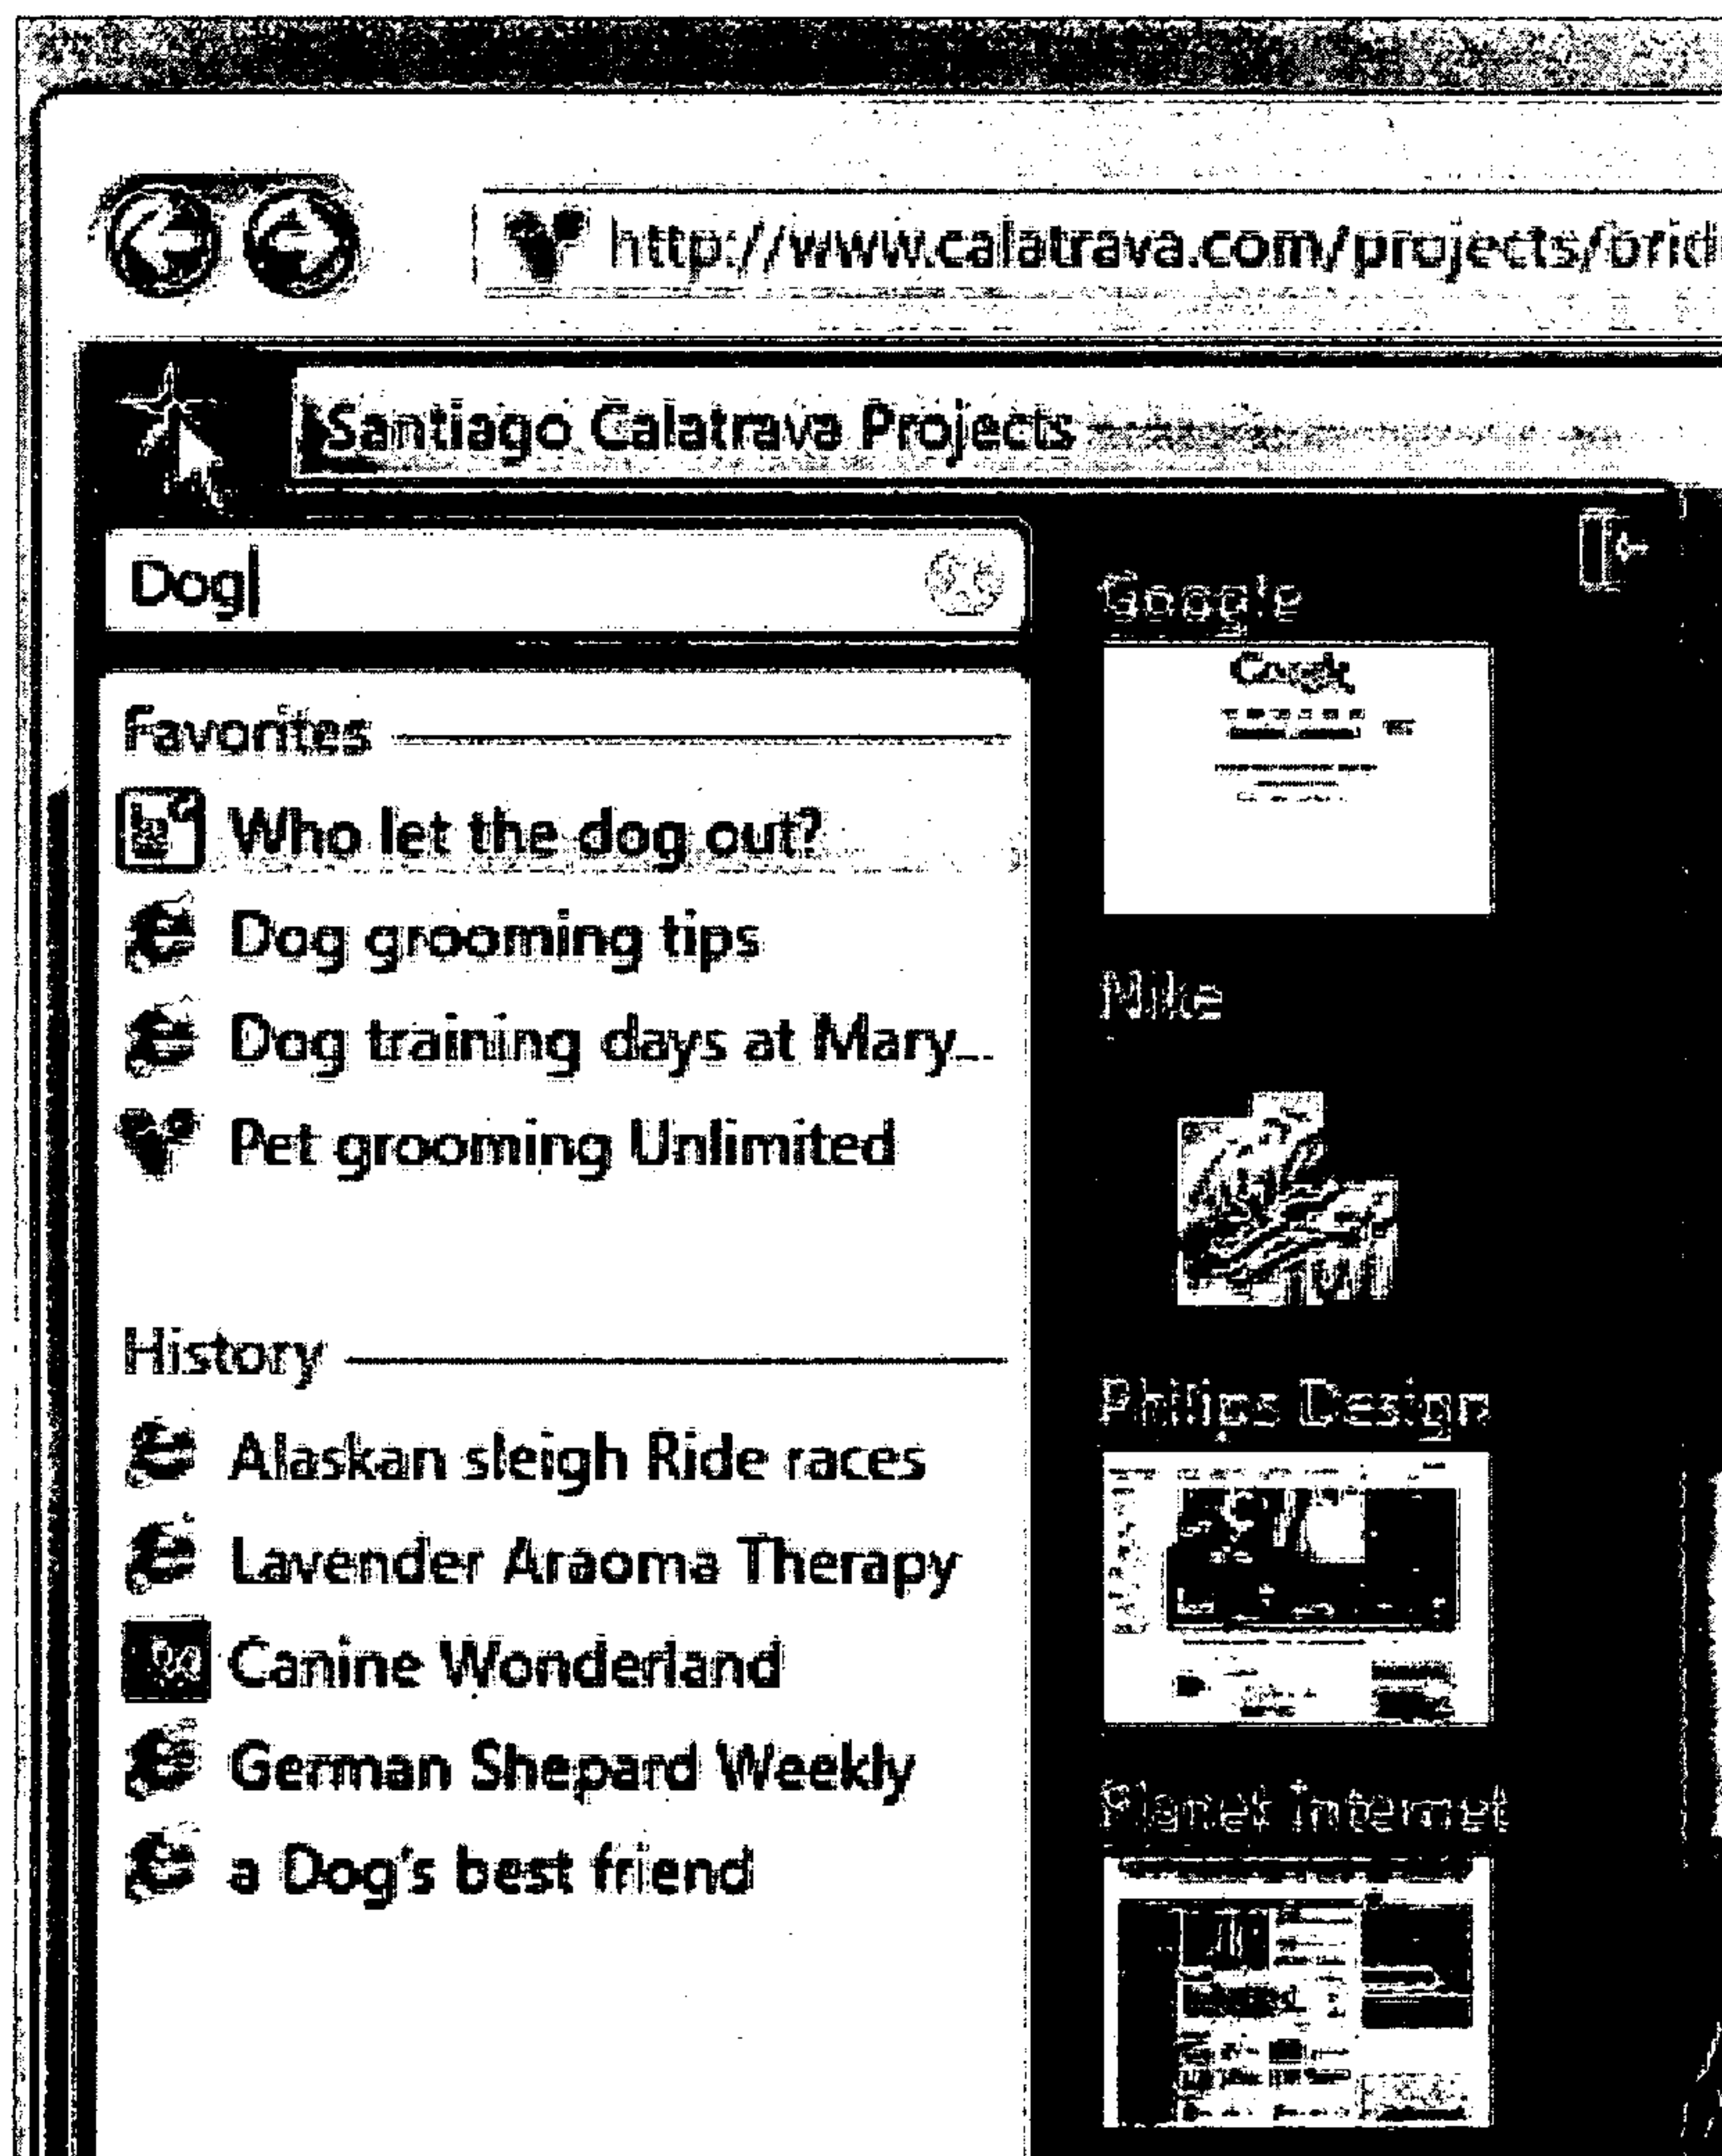 http://www.calatrava.com/projects/brid
Santiago Calatrava Projects
Dog
Favorites
Who let the dog out?
Dog grooming tips
Dog training days at Mary...
Pet grooming Unlimited
History
Alaskan sleigh Ride races
Lavender Araoma Therapy
Canine Wonderland
German Shepard Weekly
a Dog's best friend
Google
Google
Nike
Philips Design
Planet Internet